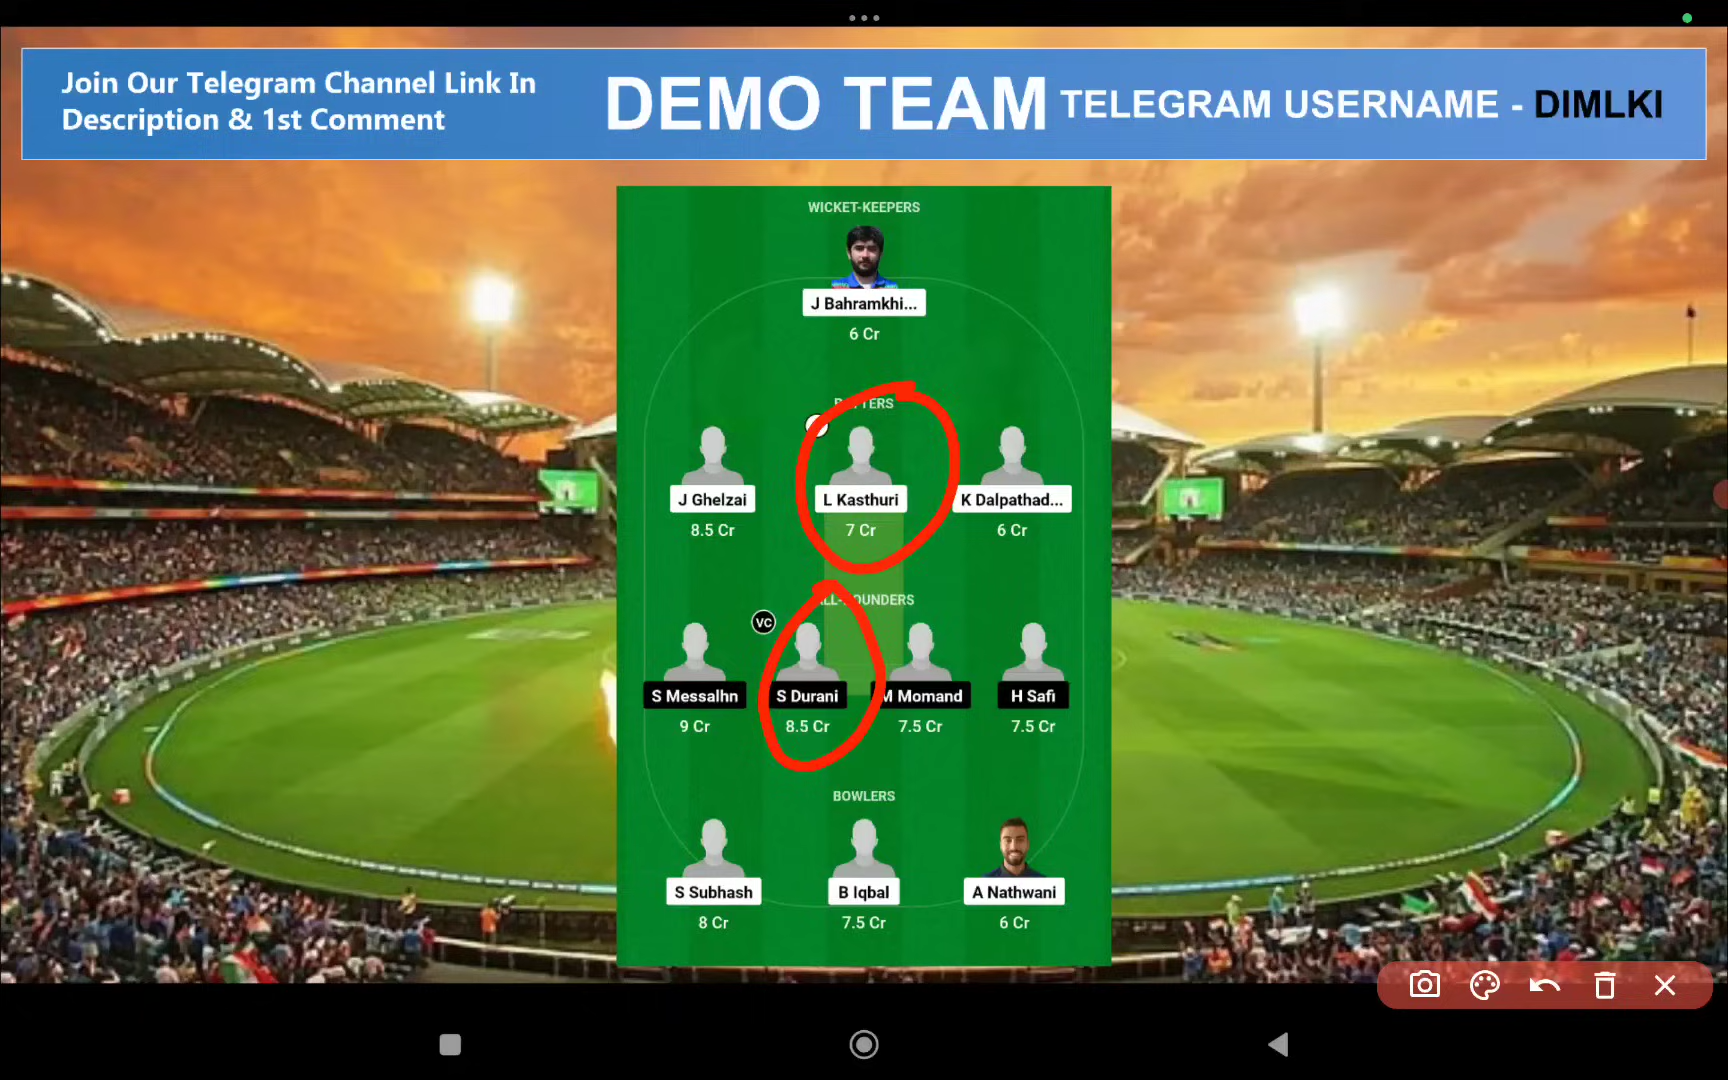 Join Our Telegram Channel Link In
Description & 1st Comment
DEMO TEAM
TELEGRAM USERNAME - DIMLKI
WICKET-KEEPERS
J Bahramkhi...
6 Cr
J Ghelzai
L Kasthuri
K Dalpathad...
8.5 Cr
7 Cr
6 Cr
VC
S Messalhn
S Durani
M Momand
H Safi
9 Cr
8.5 Cr
7.5 Cr
7.5 Cr
BOWLERS
S Subhash
B Iqbal
A Nathwani
8 Cr
7.5 Cr
6 Cr